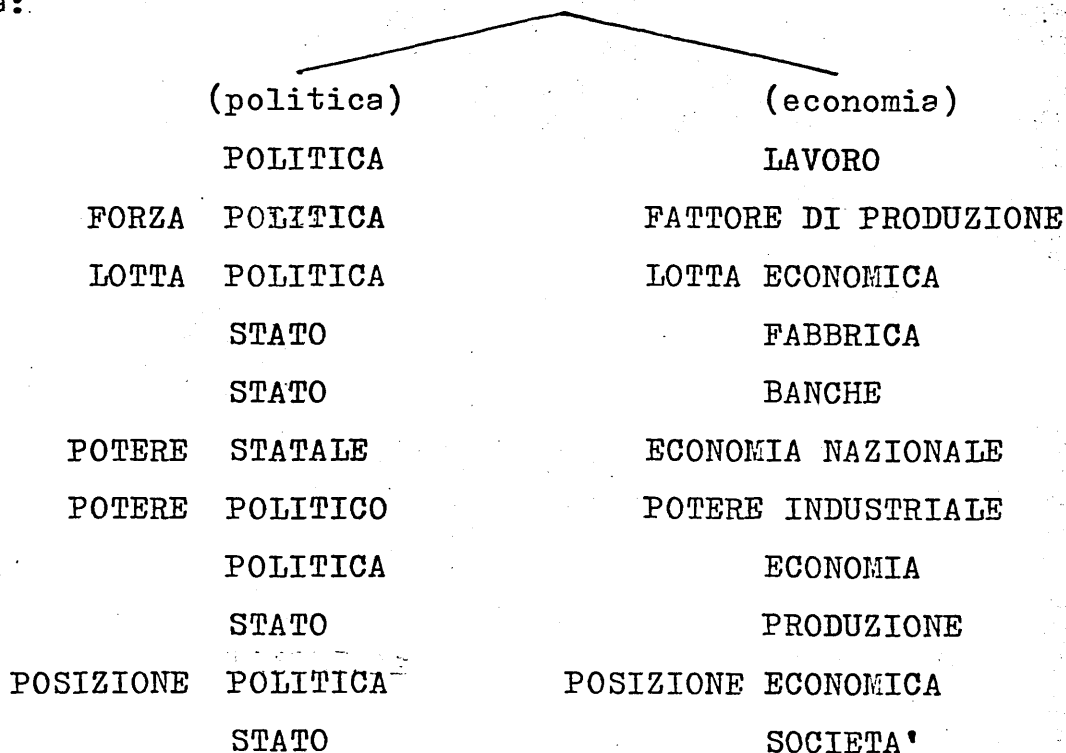 a:
(politica) (economia)
POLITICA LAVORO
FORZA POLITICA FATTORE DI PRODUZIONE
LOTTA POLITICA LOTTA ECONOMICA
STATO FABBRICA
STATO BANCHE
POTERE STATALE ECONOMIA NAZIONALE
POTERE POLITICO POTERE INDUSTRIALE
POLITICA ECONOMIA
STATO PRODUZIONE
POSIZIONE POLITICA POSIZIONE ECONOMICA
STATO SOCIETA'